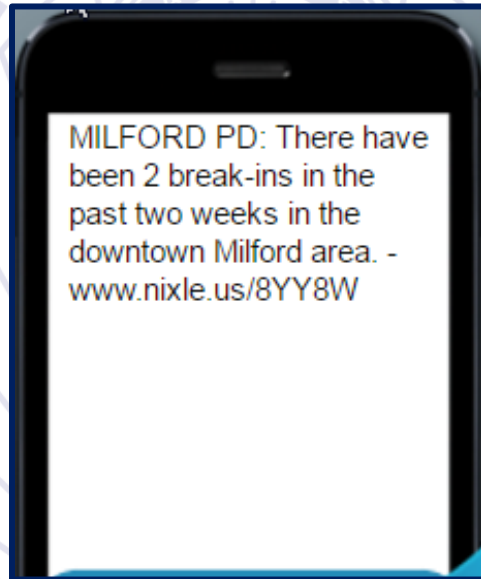 MILFORD PD: There have
been 2 break-ins in the
past two weeks in the
downtown Milford area. -
www.nixle.us/8YY8W